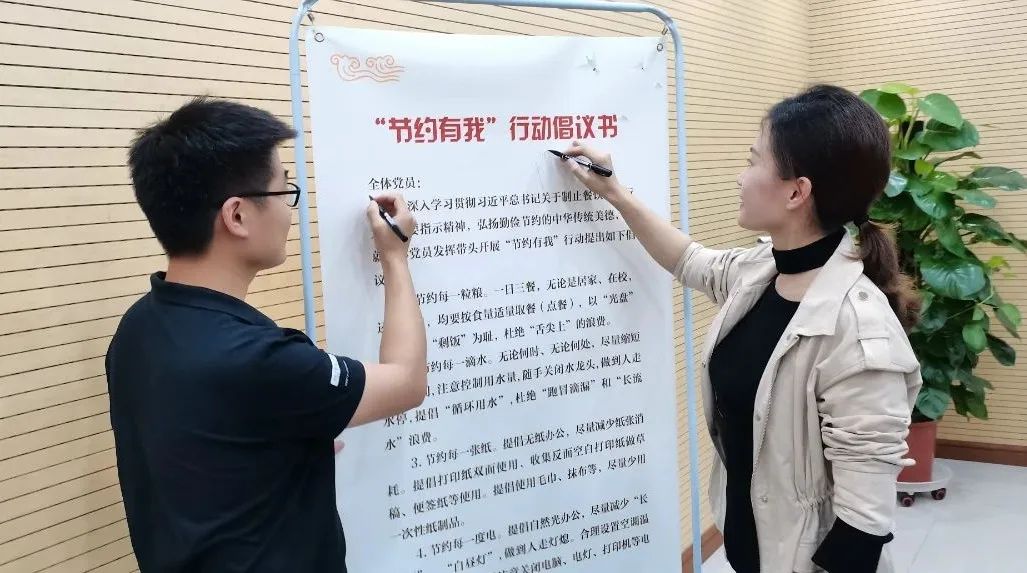 “节约有我”行动倡议书
全体党员：
深入学习贯彻习近平总书记关于制止餐饮
要指示精神，弘扬勤俭节约的中华传统美德，
党员发挥带头开展“节约有我”行动提出如下倡
议
节约每一粒粮。一日三餐，无论是居家、在校，
均要按食量适量取餐（点餐），以“光盘”
“剩饭”为耻，杜绝“舌尖上”的浪费。
节约每一滴水。无论何时、无论何处，尽量缩短
注意控制用水量，随手关闭水龙头，做到人走
水停，提倡“循环用水”，杜绝“跑冒滴漏”和“长流
水”浪费。
3.节约每一张纸。提倡无纸办公，尽量减少纸张消
耗。提倡打印纸双面使用、收集反面空白打印纸做草
稿、便签纸等使用。提倡使用毛巾、抹布等，尽量少用
一次性纸制品。
4.节约每一度电。提倡自然光办公，尽量减少“长
“白昼灯”，做到人走灯熄。合理设置空调温
关闭电脑、电灯、打印机等电